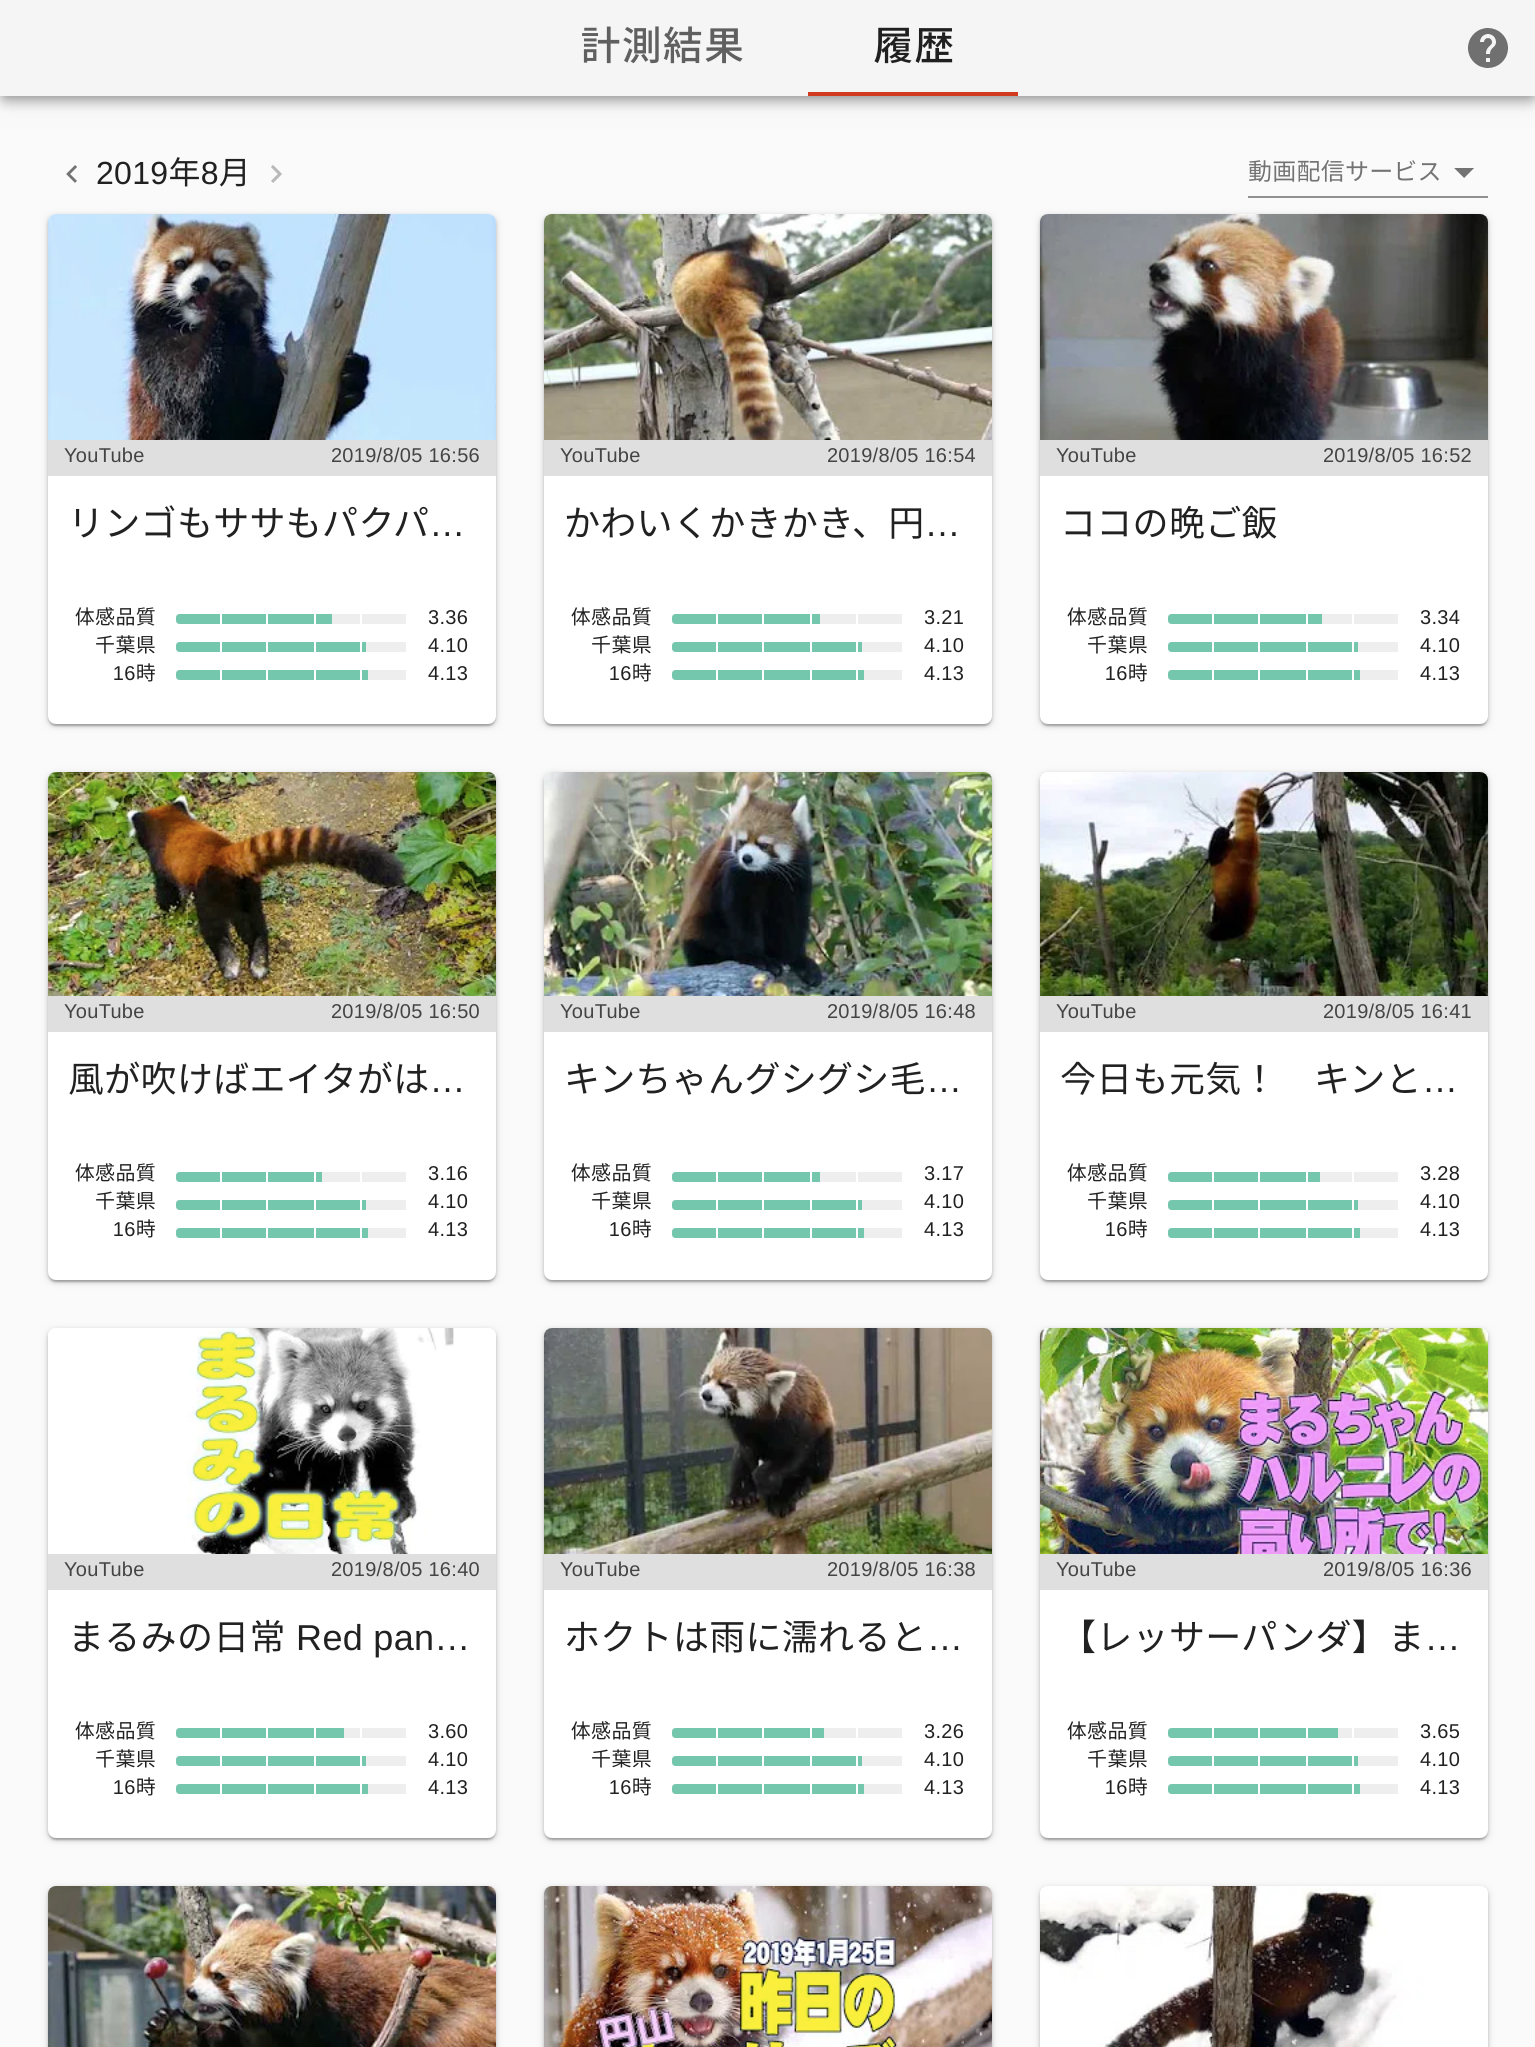 計測結果
履歴
2019年8月
動画配信サービス
YouTube 2019/8/05 16:56
リンゴもササもパクパ…
体感品質 3.36
千葉県 4.10
16時 4.13
YouTube 2019/8/05 16:54
かわいくかきかき、円…
体感品質 3.21
千葉県 4.10
16時 4.13
YouTube 2019/8/05 16:52
ココの晩ご飯
体感品質 3.34
千葉県 4.10
16時 4.13
YouTube 2019/8/05 16:50
風が吹けばエイタがは…
体感品質 3.16
千葉県 4.10
16時 4.13
YouTube 2019/8/05 16:48
キンちゃんグシグシ毛…
体感品質 3.17
千葉県 4.10
16時 4.13
YouTube 2019/8/05 16:41
今日も元気！　キンと…
体感品質 3.28
千葉県 4.10
16時 4.13
まるみの日常
YouTube 2019/8/05 16:40
まるみの日常 Red pan…
体感品質 3.60
千葉県 4.10
16時 4.13
YouTube 2019/8/05 16:38
ホクトは雨に濡れると…
体感品質 3.26
千葉県 4.10
16時 4.13
まるちゃん
ハルニレの
高い所で!
YouTube 2019/8/05 16:36
【レッサーパンダ】ま…
体感品質 3.65
千葉県 4.10
16時 4.13
2019年1月25日
昨日の
円山